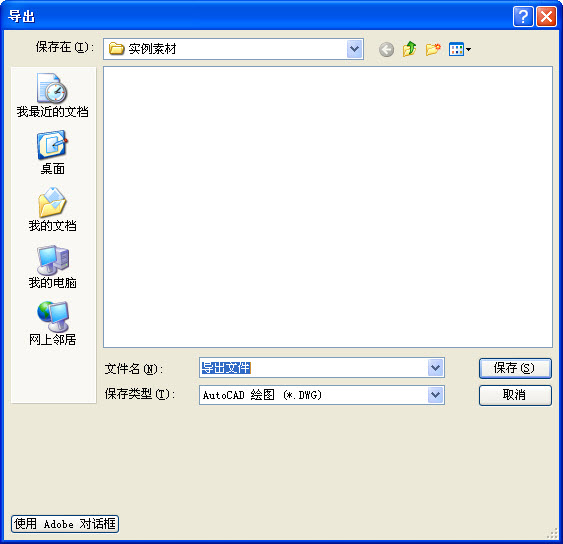 导出
保存在(I): 实例素材
我最近的文档
桌面
我的文档
我的电脑
网上邻居
文件名(N): 导出文件 保存(S)
保存类型(T): AutoCAD 绘图 (*.DWG) 取消
使用 Adobe 对话框